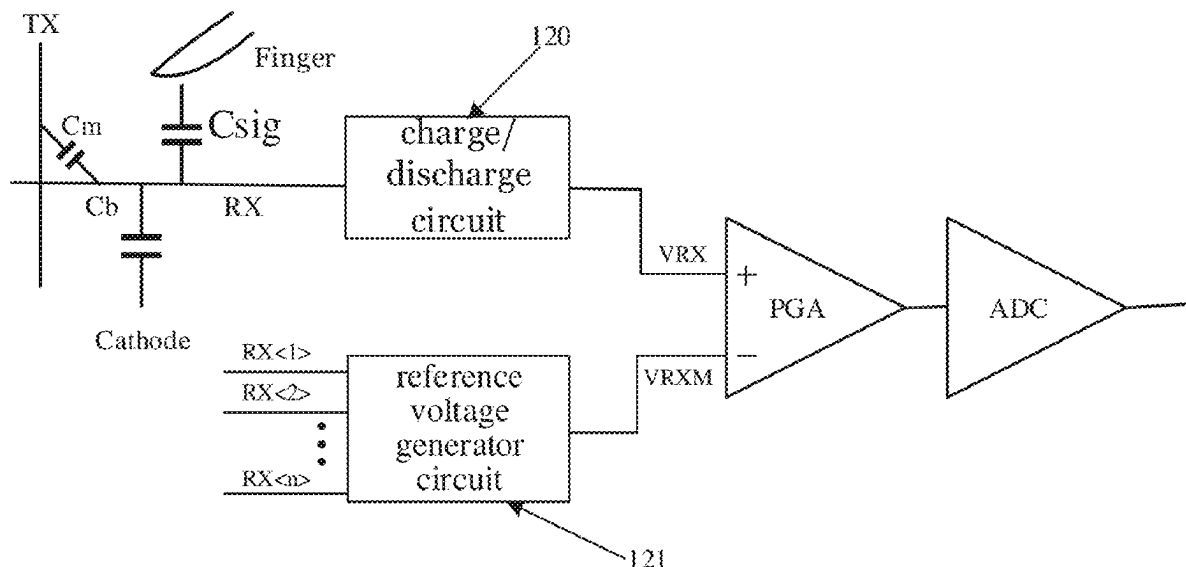 TX
Finger
120
Cm
Csig
charge/
discharge
circuit
Cb
RX
VRX
+
PGA
ADC
Cathode
−
VRXM
RX<1>
RX<2>
RX<n>
reference
voltage
generator
circuit
121